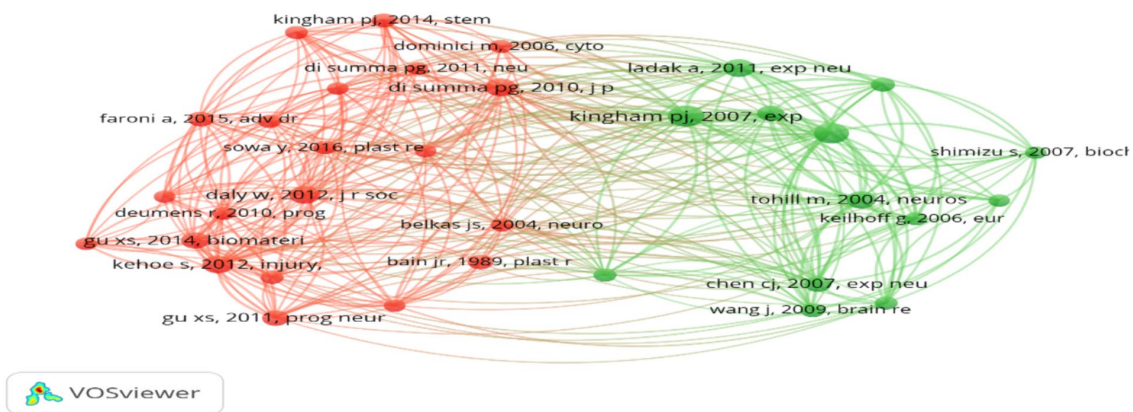 kingham pj, 2014, stem
dominici m, 2006, cyto
di summa pg, 2011, neu
ladak a, 2011, exp neu
di summa pg, 2010, j p
faroni a, 2015, adv dr
kingham pj, 2007, exp
sowa y, 2016, plast re
shimizu s, 2007, bioch
daly w, 2012, j r soc
tohill m, 2004, neuros
deumens r, 2010, prog
keilhoff g, 2006, eur
belkas js, 2004, neuro
gu xs, 2014, biomateri
kehoe s, 2012, injury,
bain jr, 1989, plast r
chen cj, 2007, exp neu
wang j, 2009, brain re
gu xs, 2011, prog neur
VOSviewer